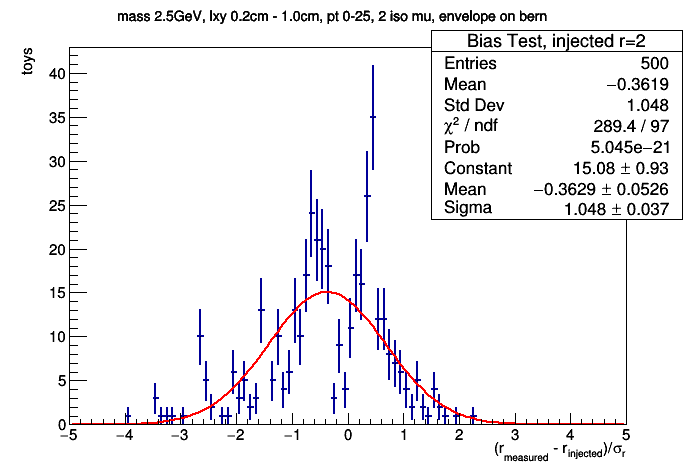 mass 2.5GeV, lxy 0.2cm - 1.0cm, pt 0-25, 2 iso mu, envelope on bern
Bias Test, injected r=2
Entries 500
Mean −0.3619
Std Dev 1.048
χ² / ndf 289.4 / 97
Prob 5.045e−21
Constant 15.08 ± 0.93
Mean −0.3629 ± 0.0526
Sigma 1.048 ± 0.037
toys
40
35
30
25
20
15
10
5
0
−5 −4 −3 −2 −1 0 1 2 3 4 5
(r_measured - r_injected)/σ_r